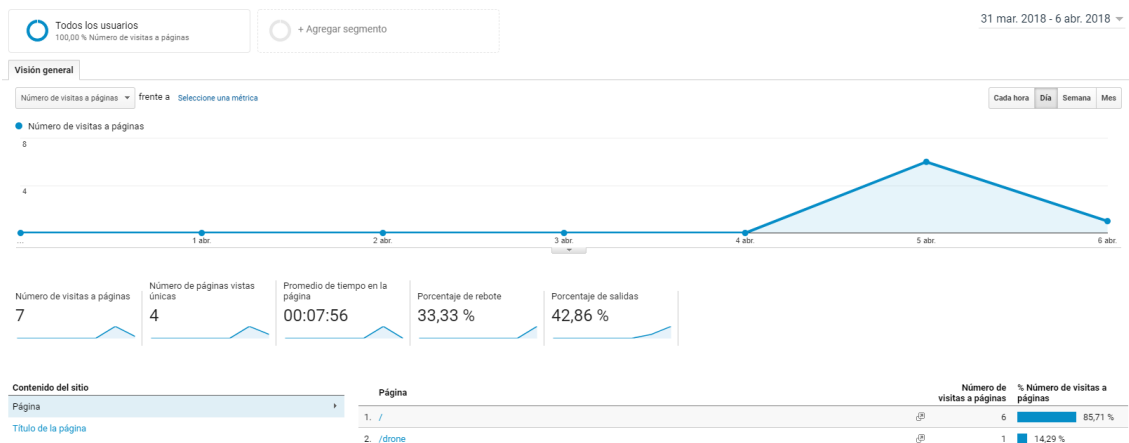 Todos los usuarios
100,00 % Número de visitas a páginas
+ Agregar segmento
31 mar. 2018 - 6 abr. 2018
Visión general
Número de visitas a páginas frente a Seleccione una métrica
Cada hora Día Semana Mes
Número de visitas a páginas
8
4
... 1 abr. 2 abr. 3 abr. 4 abr. 5 abr. 6 abr.
Número de visitas a páginas
7
Número de páginas vistas
únicas
4
Promedio de tiempo en la
página
00:07:56
Porcentaje de rebote
33,33 %
Porcentaje de salidas
42,86 %
Contenido del sitio
Página
Título de la página
Página
Número de
visitas a páginas
% Número de visitas a
páginas
1. / 6 85,71 %
2. /drone 1 14,29 %